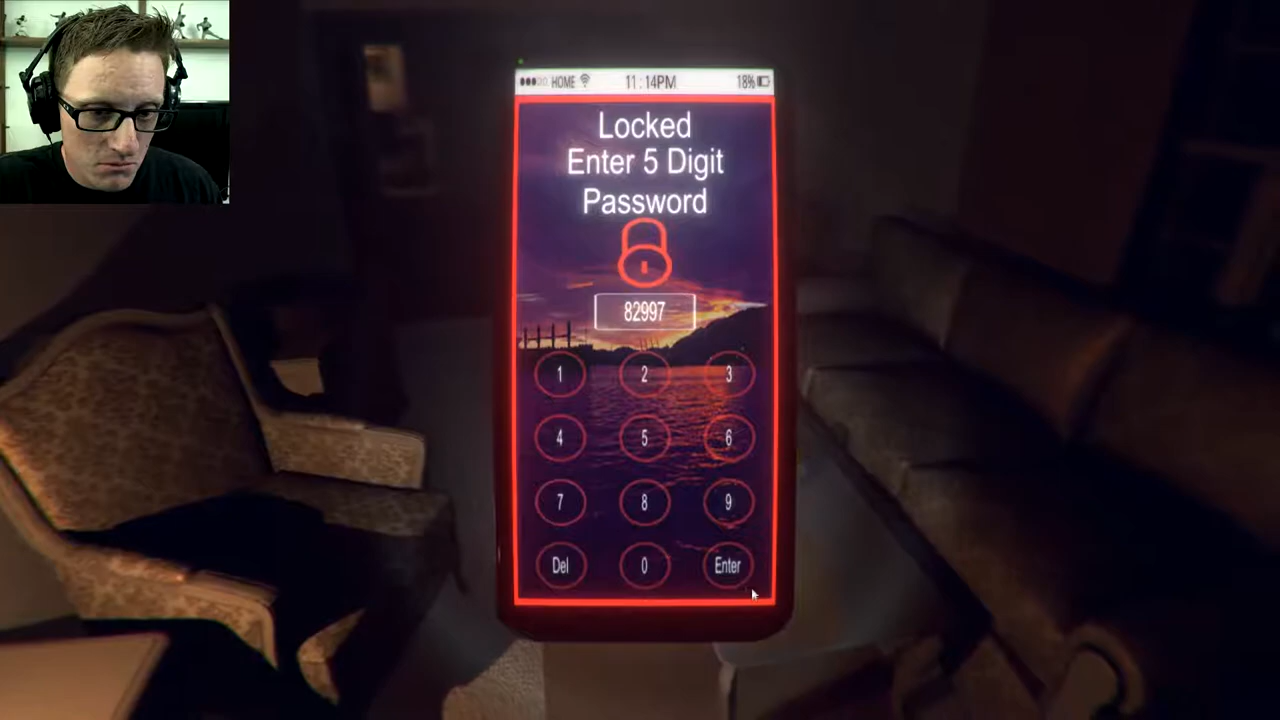 HOME 11:14PM 18%
Locked
Enter 5 Digit
Password
82997
1 2 3
4 5 6
7 8 9
Del 0 Enter